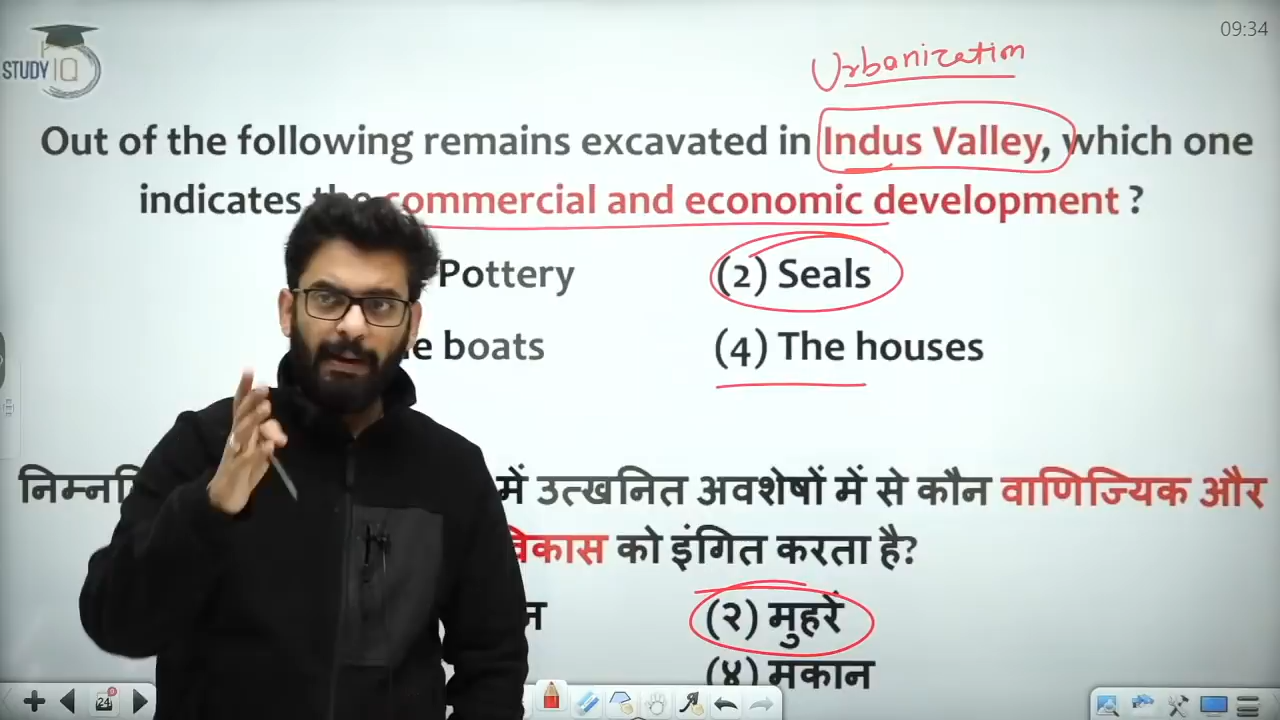 09:34
STUDY IQ
Urbanization
Out of the following remains excavated in Indus Valley, which one
indicates the commercial and economic development ?
Pottery (2) Seals
boats (4) The houses
में उत्खनित अवशेषों में से कौन वाणिज्यिक और
विकास को इंगित करता है?
(२) मुहरें
(४) मकान
24